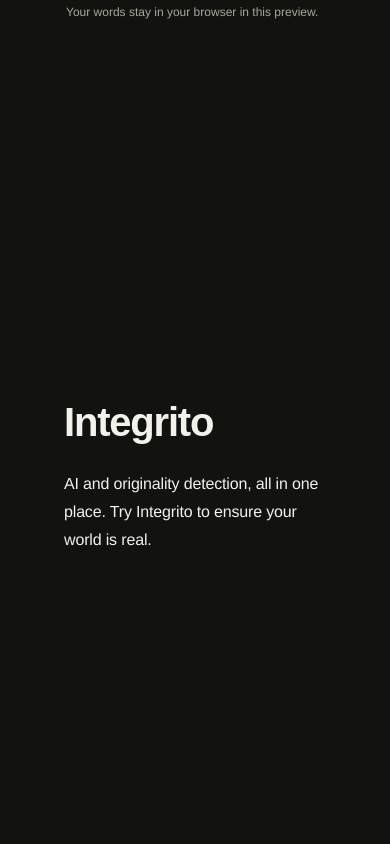 Your words stay in your browser in this preview.
Integrito
AI and originality detection, all in one
place. Try Integrito to ensure your
world is real.